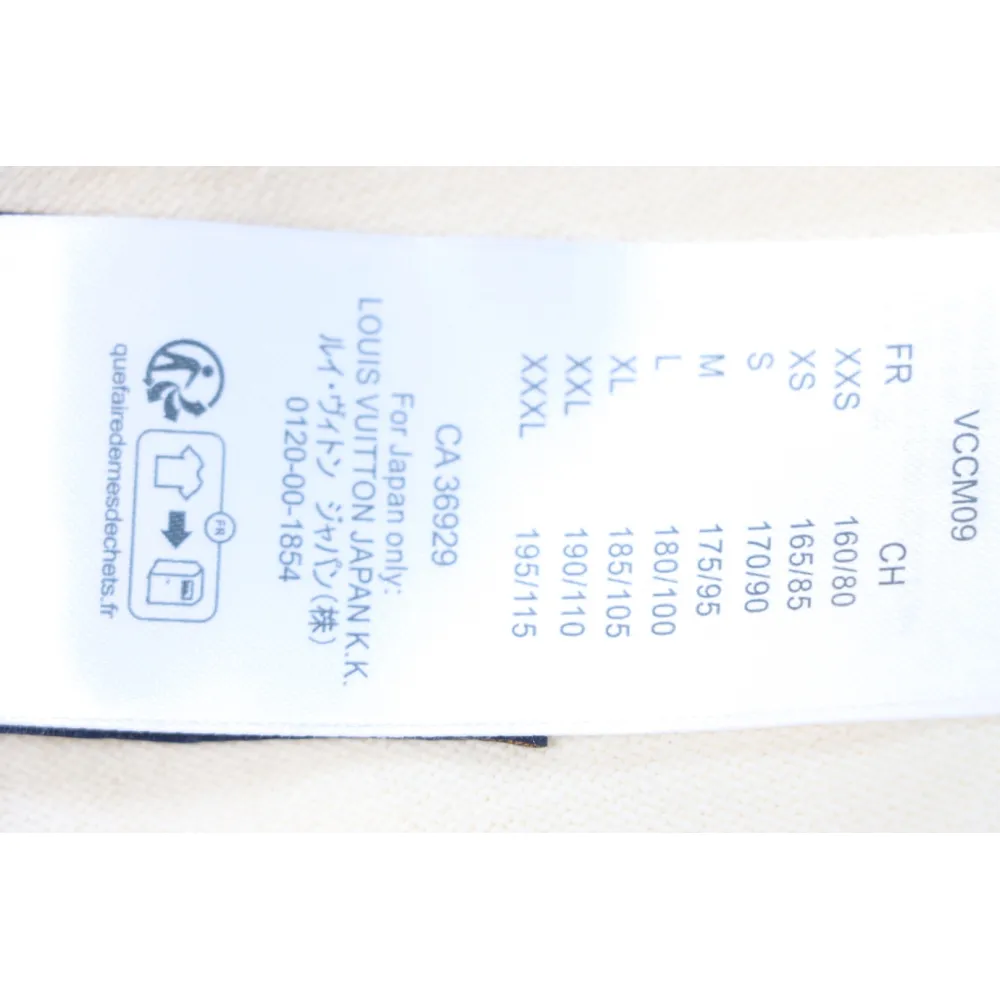 VCCM09
FR CH
XXS 160/80
XS 165/85
S 170/90
M 175/95
L 180/100
XL 185/105
XXL 190/110
XXXL 195/115
CA 36929
For Japan only:
LOUIS VUITTON JAPAN K.K.
ルイ・ヴィトン ジャパン(株)
0120-00-1854
FR
quefairedemesdechets.fr